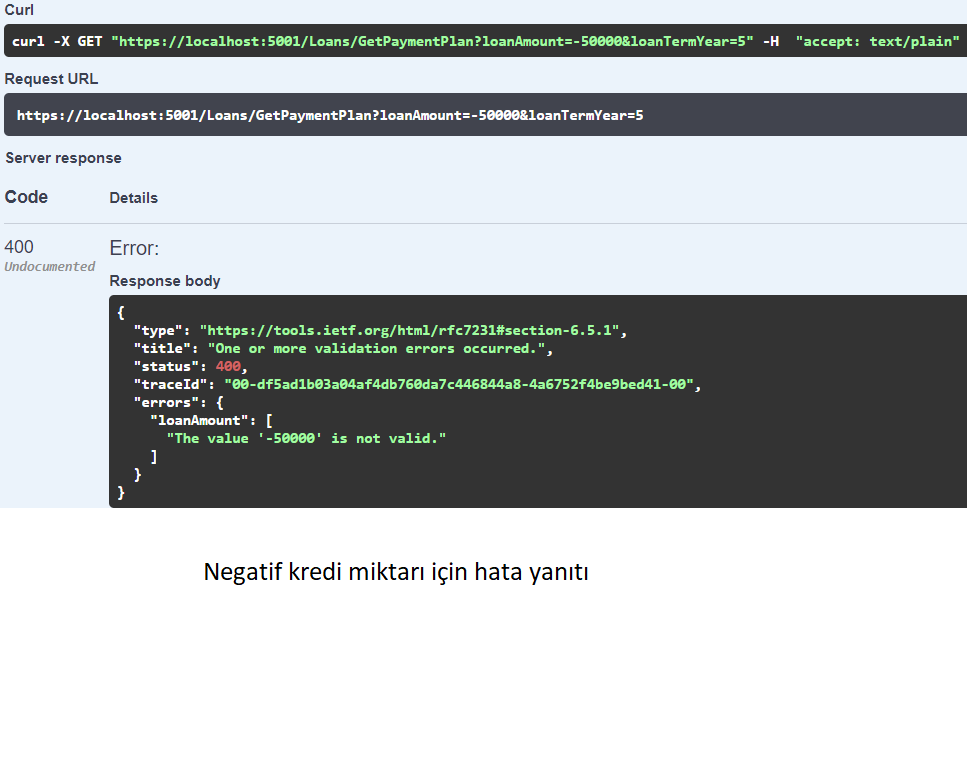 Curl
curl -X GET "https://localhost:5001/Loans/GetPaymentPlan?loanAmount=-50000&loanTermYear=5" -H  "accept: text/plain"
Request URL
https://localhost:5001/Loans/GetPaymentPlan?loanAmount=-50000&loanTermYear=5
Server response
Code Details
400 Error:
Undocumented
Response body
{
  "type": "https://tools.ietf.org/html/rfc7231#section-6.5.1",
  "title": "One or more validation errors occurred.",
  "status": 400,
  "traceId": "00-df5ad1b03a04af4db760da7c446844a8-4a6752f4be9bed41-00",
  "errors": {
    "loanAmount": [
      "The value '-50000' is not valid."
    ]
  }
}
Negatif kredi miktarı için hata yanıtı